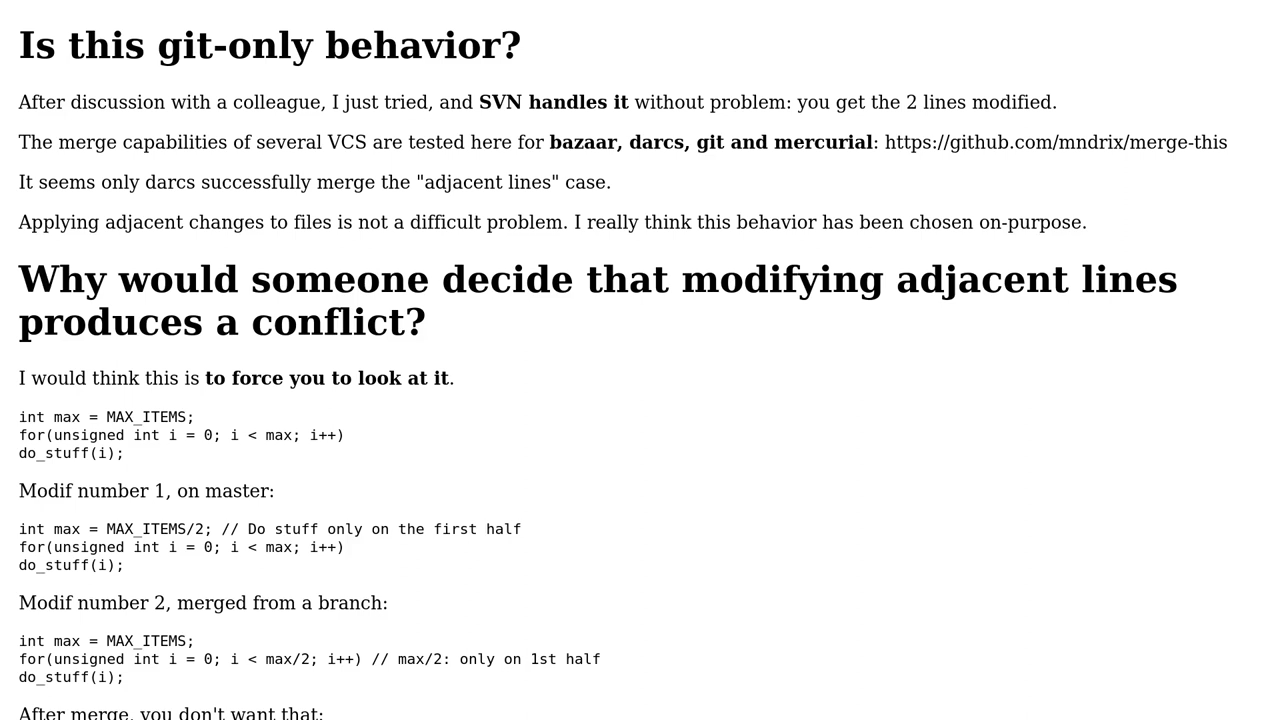 Is this git-only behavior?
After discussion with a colleague, I just tried, and SVN handles it without problem: you get the 2 lines modified.
The merge capabilities of several VCS are tested here for bazaar, darcs, git and mercurial: https://github.com/mndrix/merge-this
It seems only darcs successfully merge the "adjacent lines" case.
Applying adjacent changes to files is not a difficult problem. I really think this behavior has been chosen on-purpose.
Why would someone decide that modifying adjacent lines
produces a conflict?
I would think this is to force you to look at it.
int max = MAX_ITEMS;
for(unsigned int i = 0; i < max; i++)
do_stuff(i);
Modif number 1, on master:
int max = MAX_ITEMS/2; // Do stuff only on the first half
for(unsigned int i = 0; i < max; i++)
do_stuff(i);
Modif number 2, merged from a branch:
int max = MAX_ITEMS;
for(unsigned int i = 0; i < max/2; i++) // max/2: only on 1st half
do_stuff(i);
After merge, you don't want that: